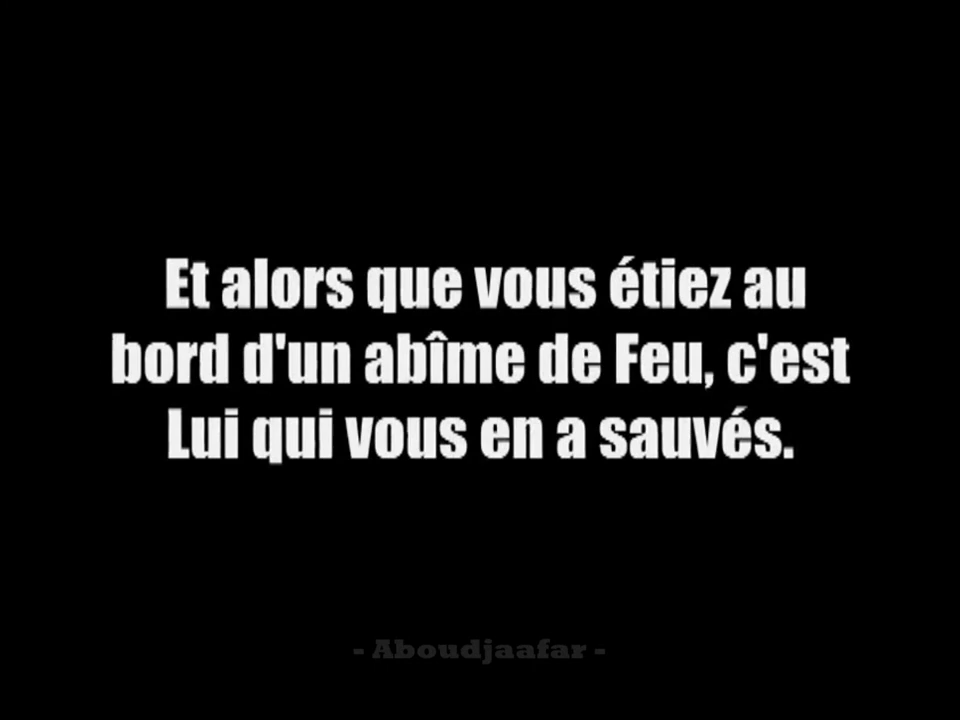 Et alors que vous étiez au
bord d'un abîme de Feu, c'est
Lui qui vous en a sauvés.
- Aboudjaafar -